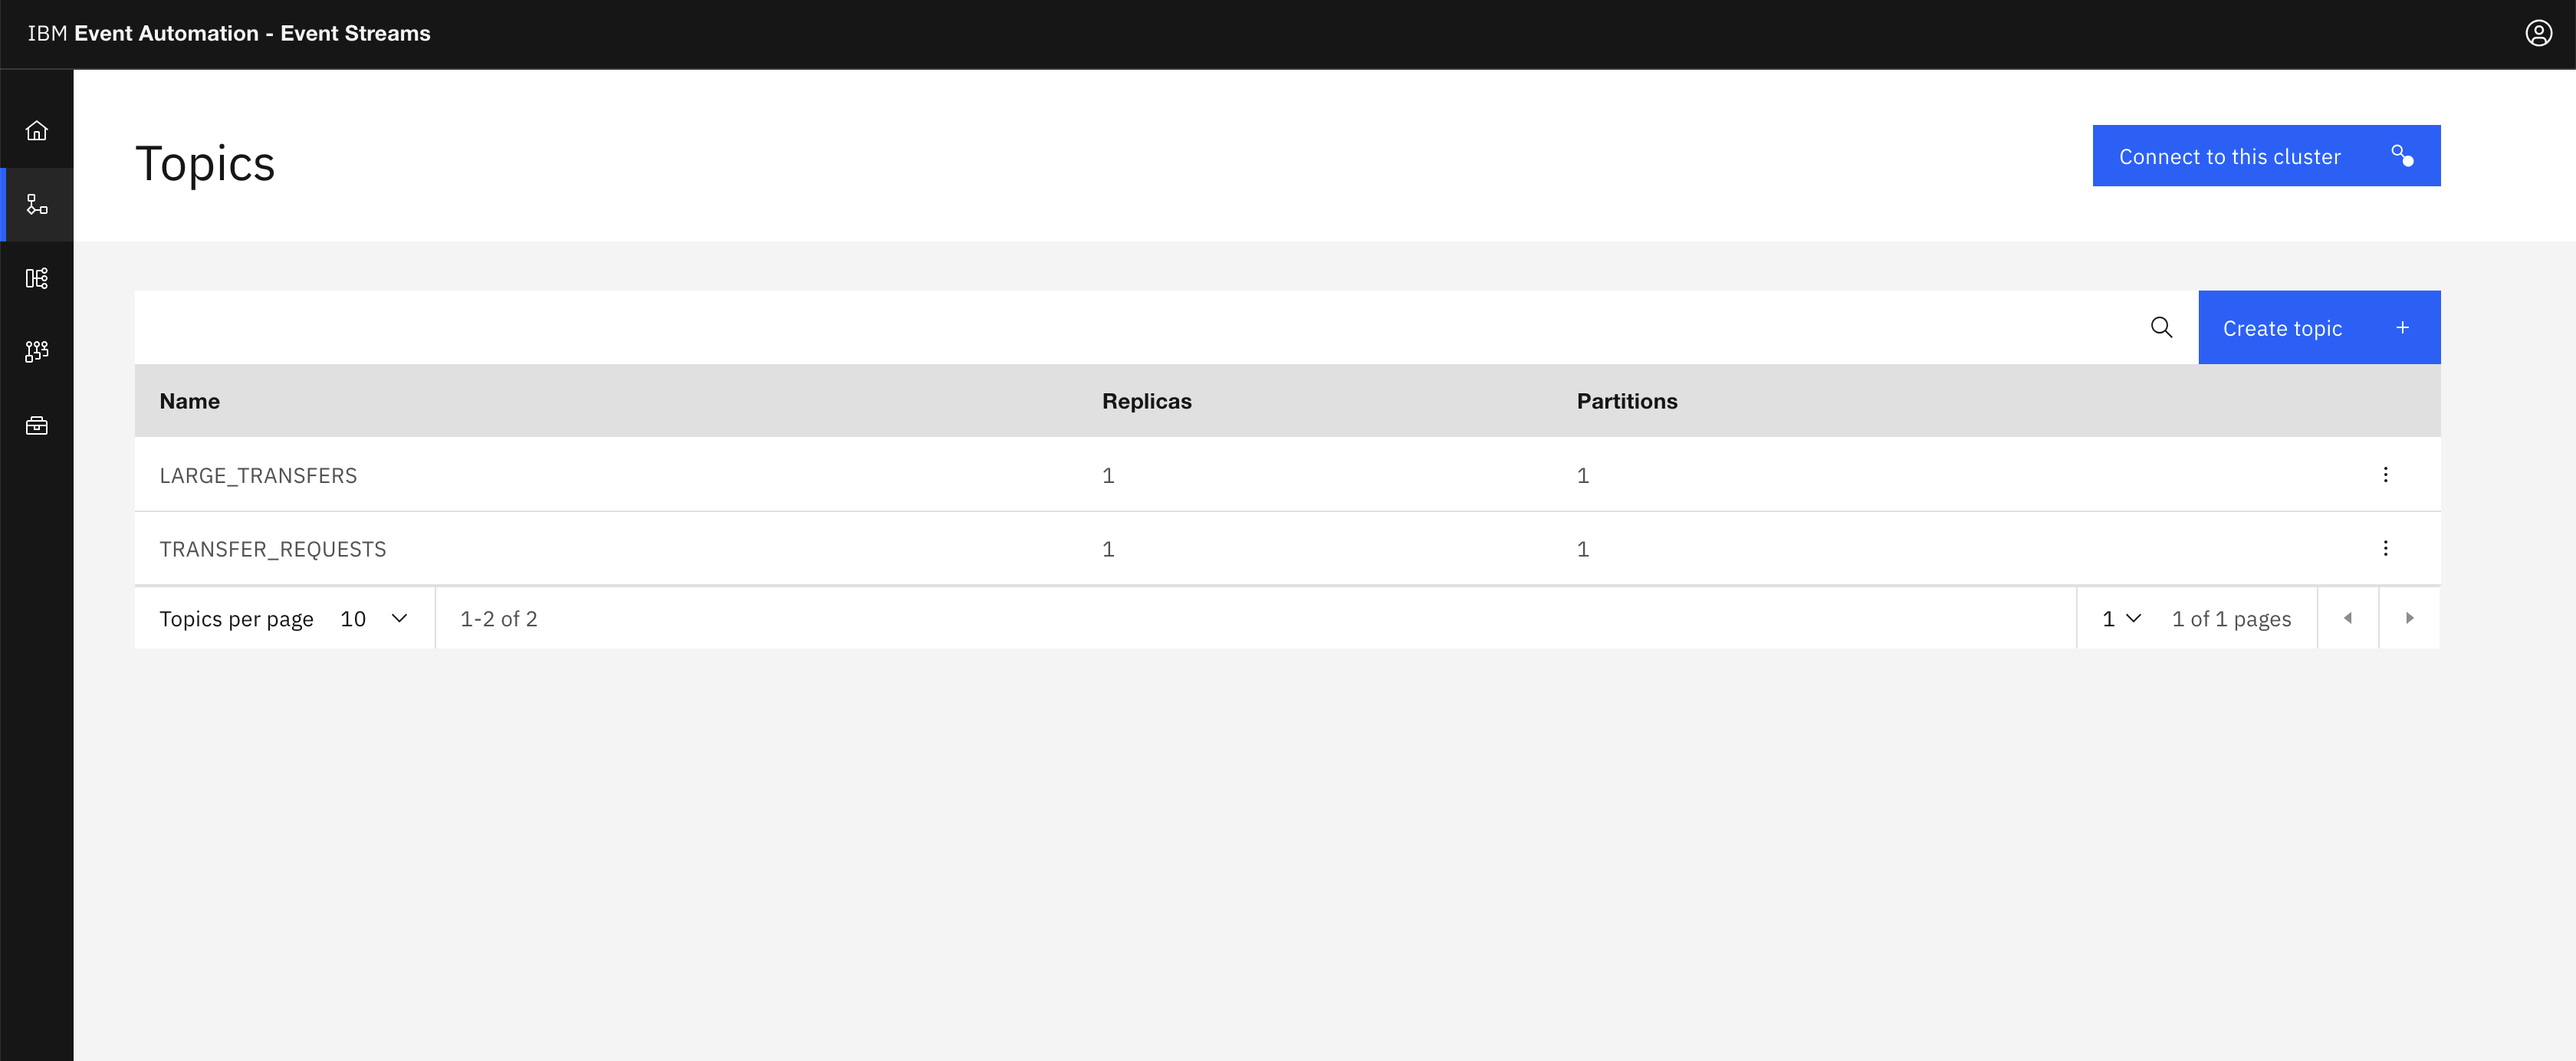 IBM Event Automation - Event Streams
Topics
Connect to this cluster
Create topic +
Name Replicas Partitions
LARGE_TRANSFERS 1 1
TRANSFER_REQUESTS 1 1
Topics per page 10 1-2 of 2 1 1 of 1 pages